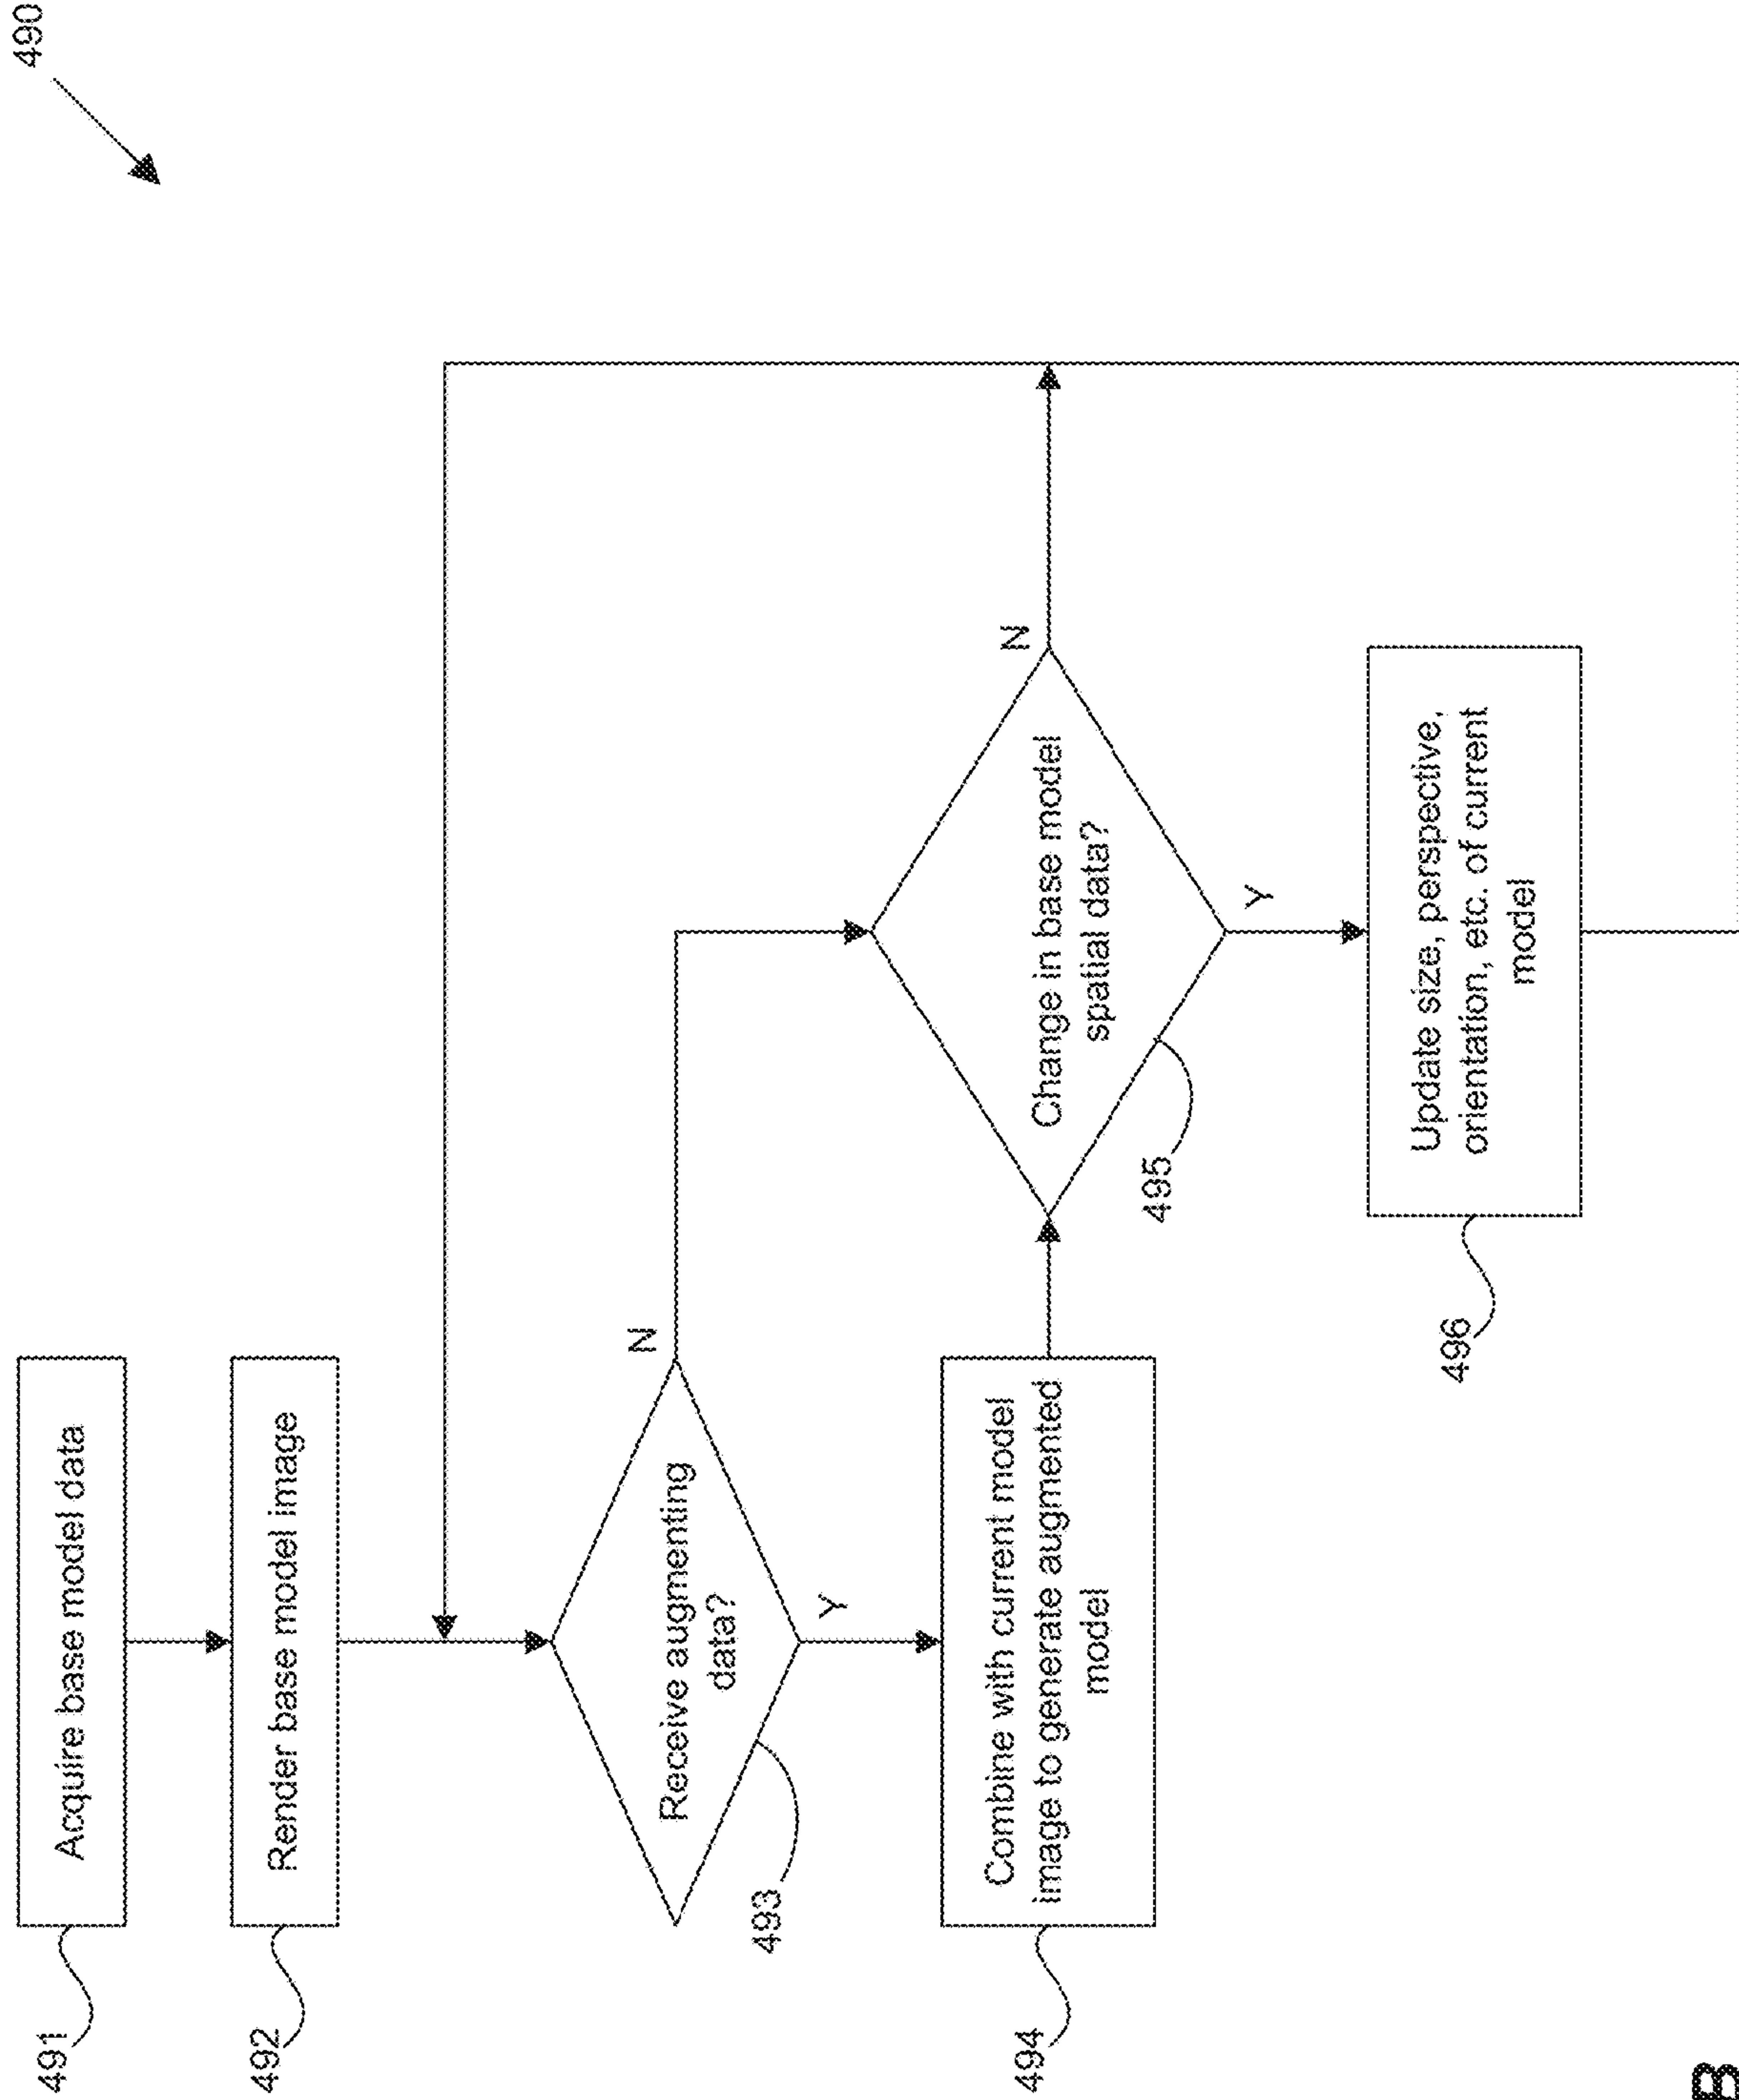 490
491
Acquire base model data
492
Render base model image
Receive augmenting
data?
N
Y
493
494
Combine with current model
image to generate augmented
model
Change in base model
spatial data?
N
Y
495
496
Update size, perspective,
orientation, etc. of current
model
B